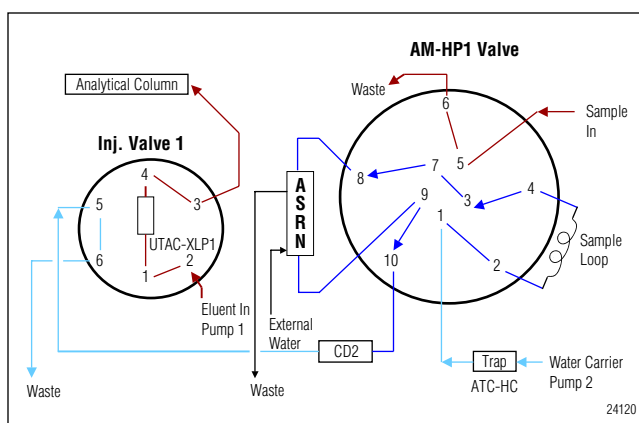 AM-HP1 Valve
Waste
6
Analytical Column
Sample
In
Inj. Valve 1
4
7
5
8
A
S
R
N
9
3
4
5
3
1
UTAC-XLP1
Sample
Loop
6
2
1
10
2
Eluent In
Pump 1
External
Water
CD2
Trap
Water Carrier
Pump 2
ATC-HC
Waste
Waste
24120